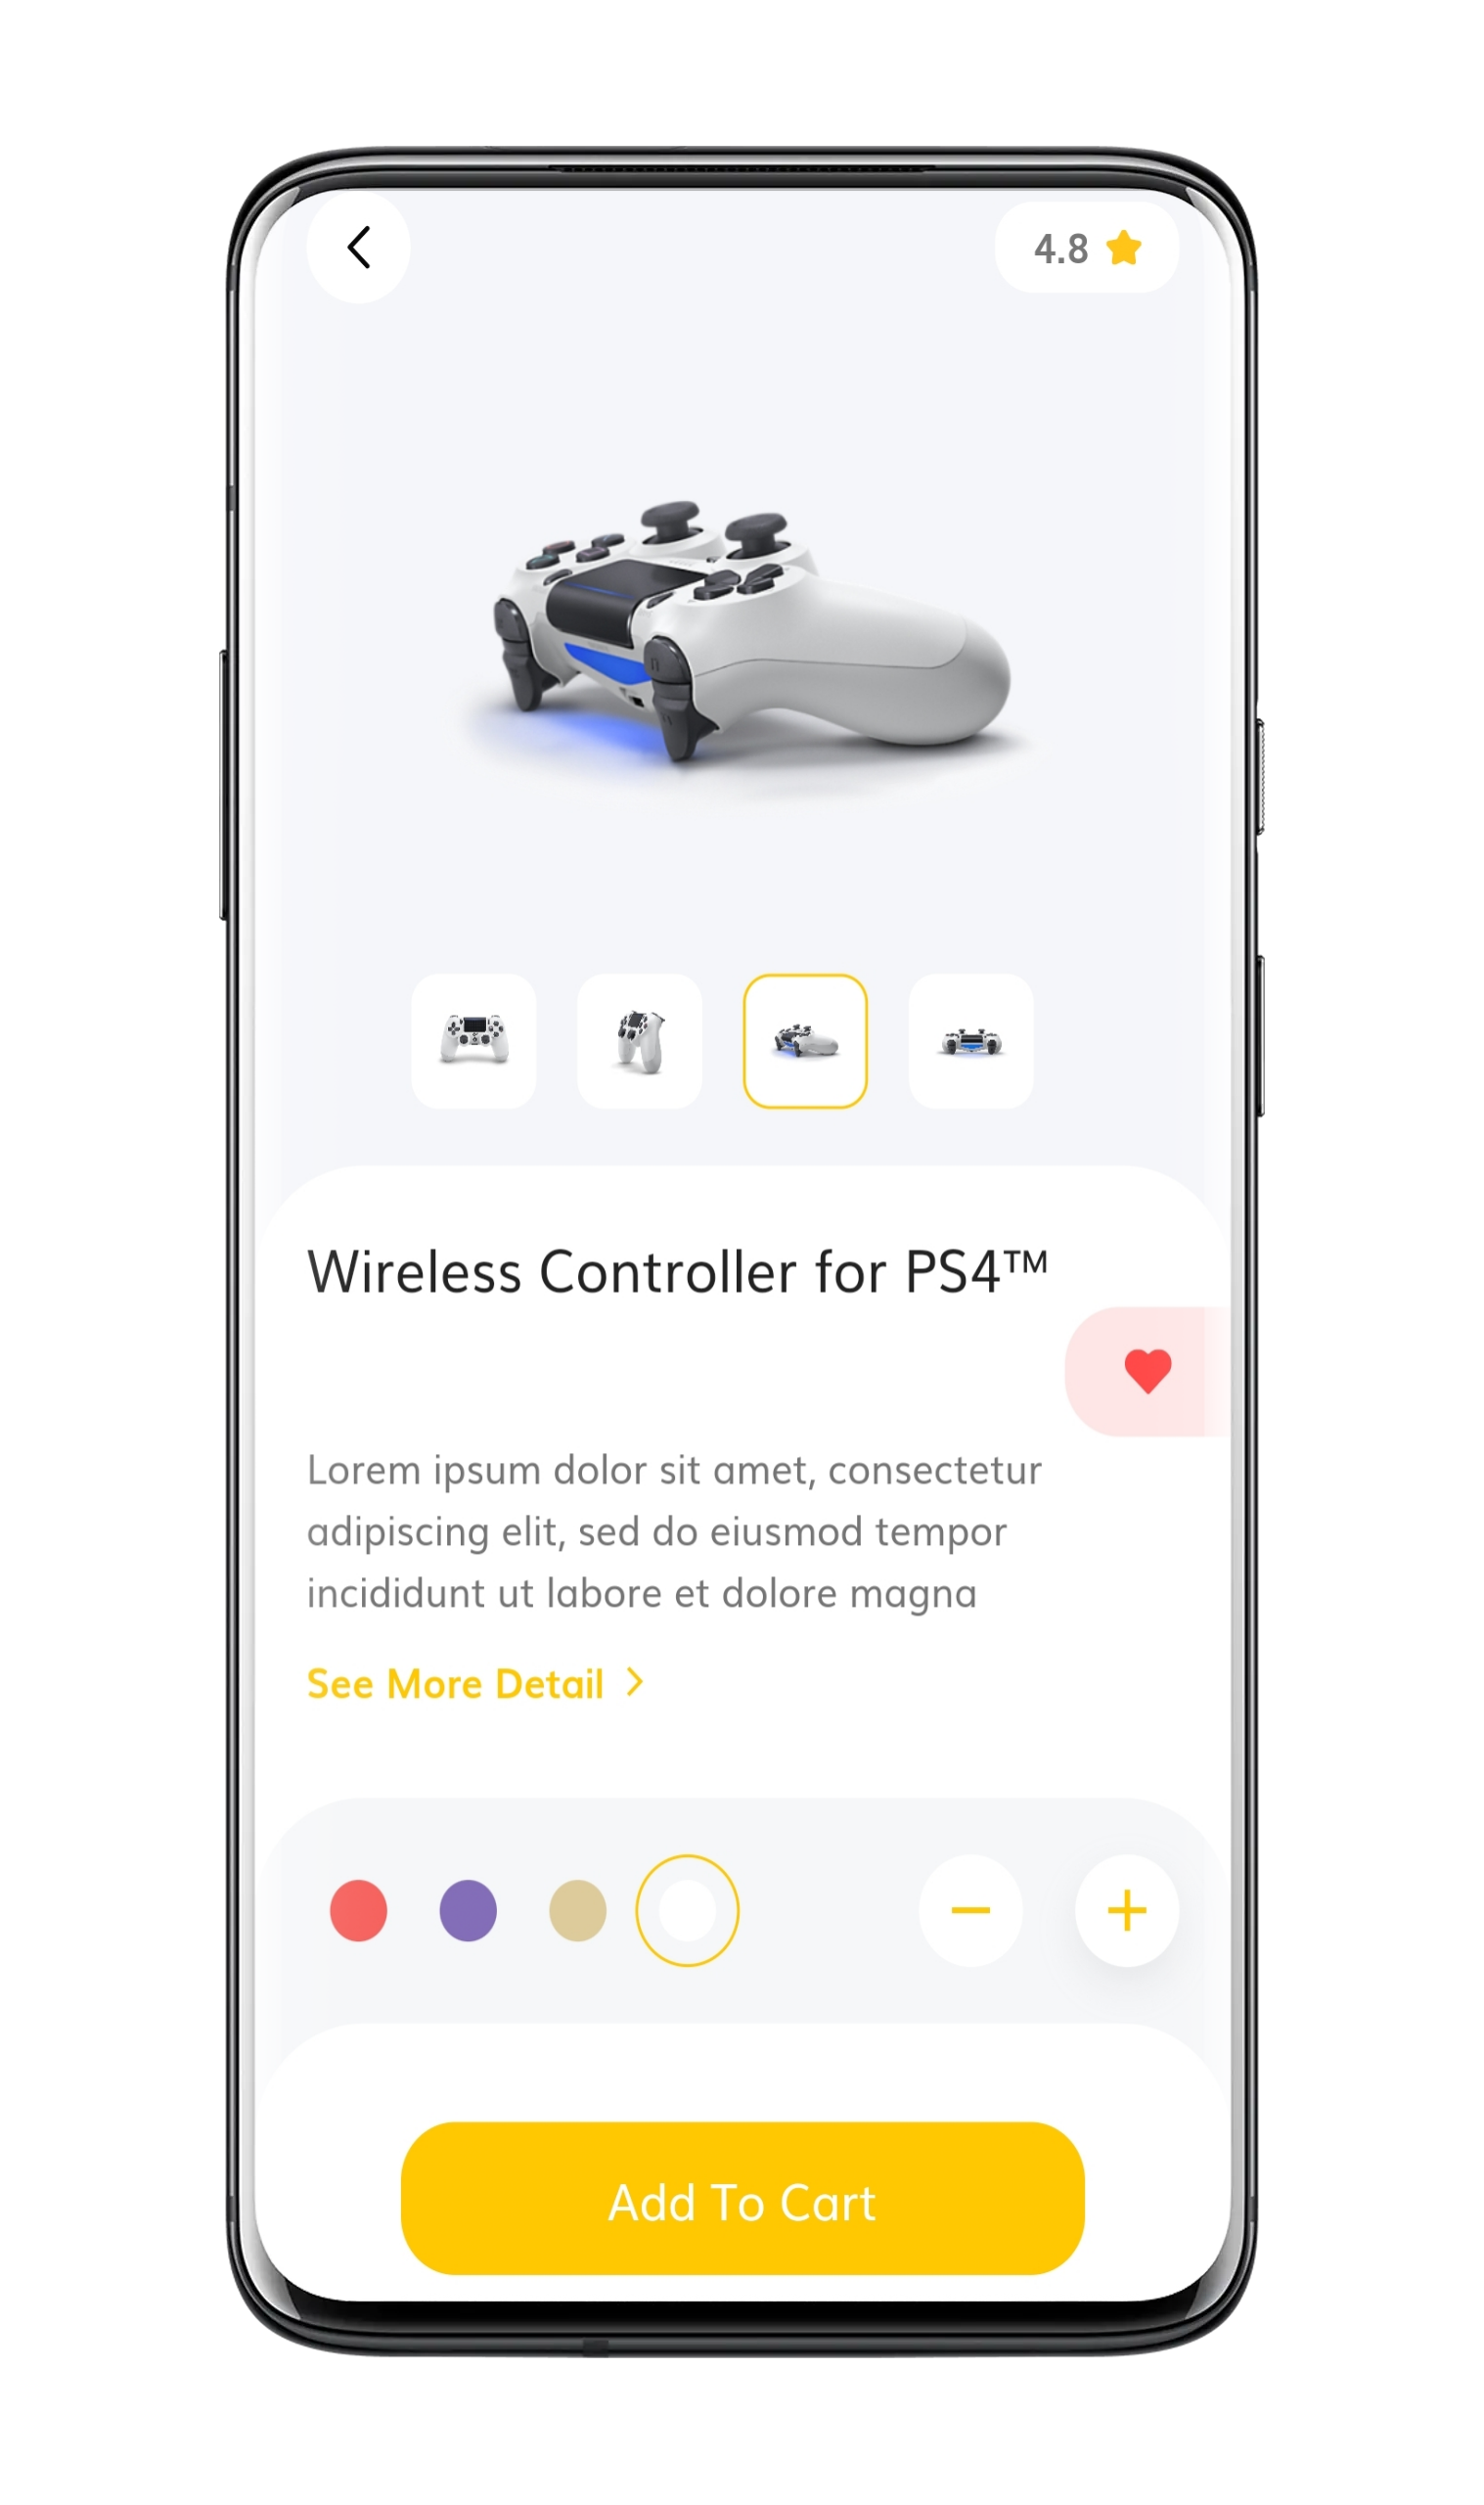 4.8
Wireless Controller for PS4™
Lorem ipsum dolor sit amet, consectetur
adipiscing elit, sed do eiusmod tempor
incididunt ut labore et dolore magna
See More Detail
Add To Cart